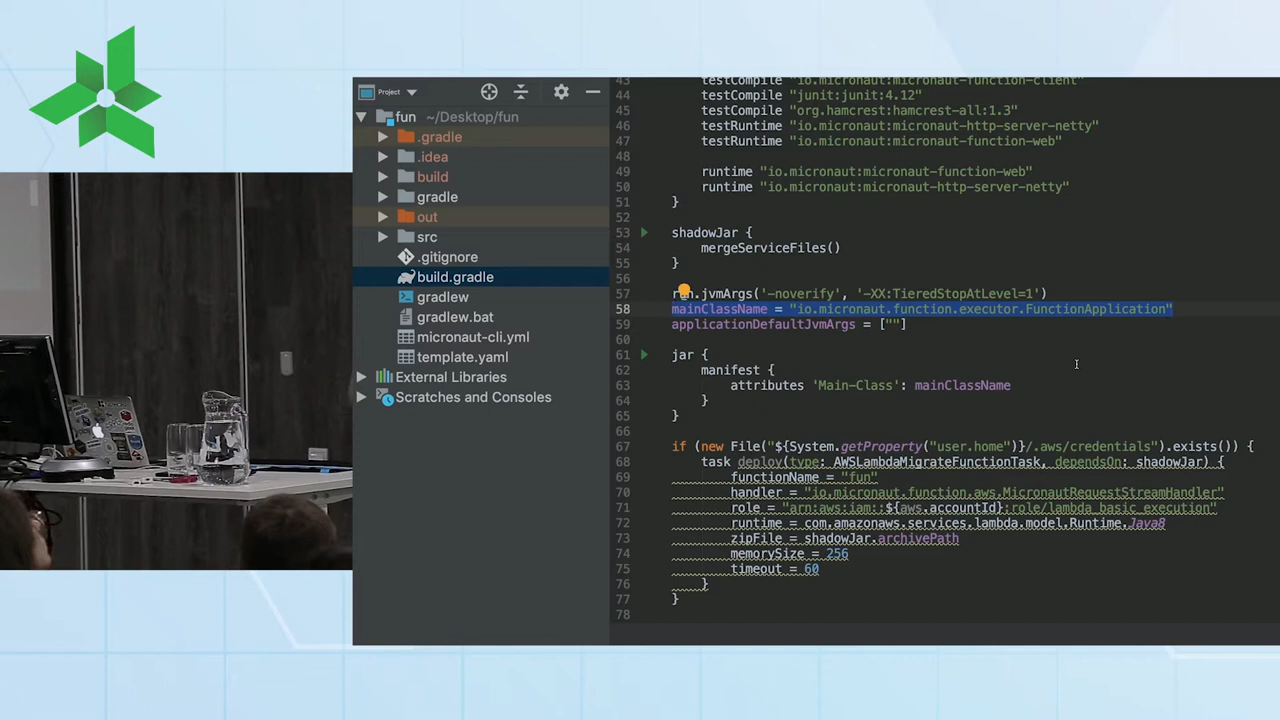 Project
fun ~/Desktop/fun
.gradle
.idea
build
gradle
out
src
.gitignore
build.gradle
gradlew
gradlew.bat
micronaut-cli.yml
template.yaml
External Libraries
Scratches and Consoles
43 testCompile "io.micronaut:micronaut-function-client"
44 testCompile "junit:junit:4.12"
45 testCompile "org.hamcrest:hamcrest-all:1.3"
46 testRuntime "io.micronaut:micronaut-http-server-netty"
47 testRuntime "io.micronaut:micronaut-function-web"
48
49 runtime "io.micronaut:micronaut-function-web"
50 runtime "io.micronaut:micronaut-http-server-netty"
51 }
52
53 shadowJar {
54 mergeServiceFiles()
55 }
56
57 run.jvmArgs('-noverify', '-XX:TieredStopAtLevel=1')
58 mainClassName = "io.micronaut.function.executor.FunctionApplication"
59 applicationDefaultJvmArgs = [""]
60
61 jar {
62 manifest {
63 attributes 'Main-Class': mainClassName
64 }
65 }
66
67 if (new File("${System.getProperty("user.home")}/.aws/credentials").exists()) {
68 task deploy(type: AWSLambdaMigrateFunctionTask, dependsOn: shadowJar) {
69 functionName = "fun"
70 handler = "io.micronaut.function.aws.MicronautRequestStreamHandler"
71 role = "arn:aws:iam::${aws.accountId}:role/lambda_basic_execution"
72 runtime = com.amazonaws.services.lambda.model.Runtime.Java8
73 zipFile = shadowJar.archivePath
74 memorySize = 256
75 timeout = 60
76 }
77 }
78